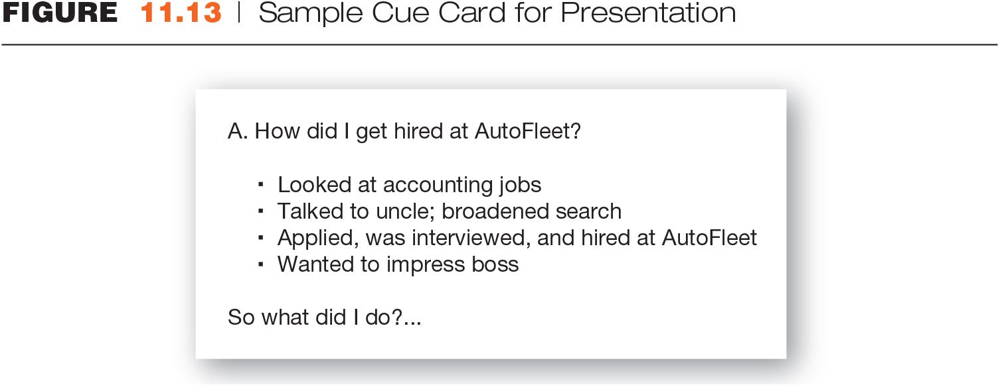 FIGURE 11.13 | Sample Cue Card for Presentation
A. How did I get hired at AutoFleet?
▪ Looked at accounting jobs
▪ Talked to uncle; broadened search
▪ Applied, was interviewed, and hired at AutoFleet
▪ Wanted to impress boss
So what did I do?...